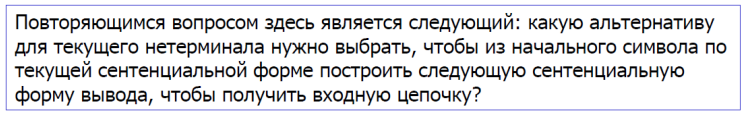 Повторяющимся вопросом здесь является следующий: какую альтернативу
для текущего нетерминала нужно выбрать, чтобы из начального символа по
текущей сентенциальной форме построить следующую сентенциальную
форму вывода, чтобы получить входную цепочку?